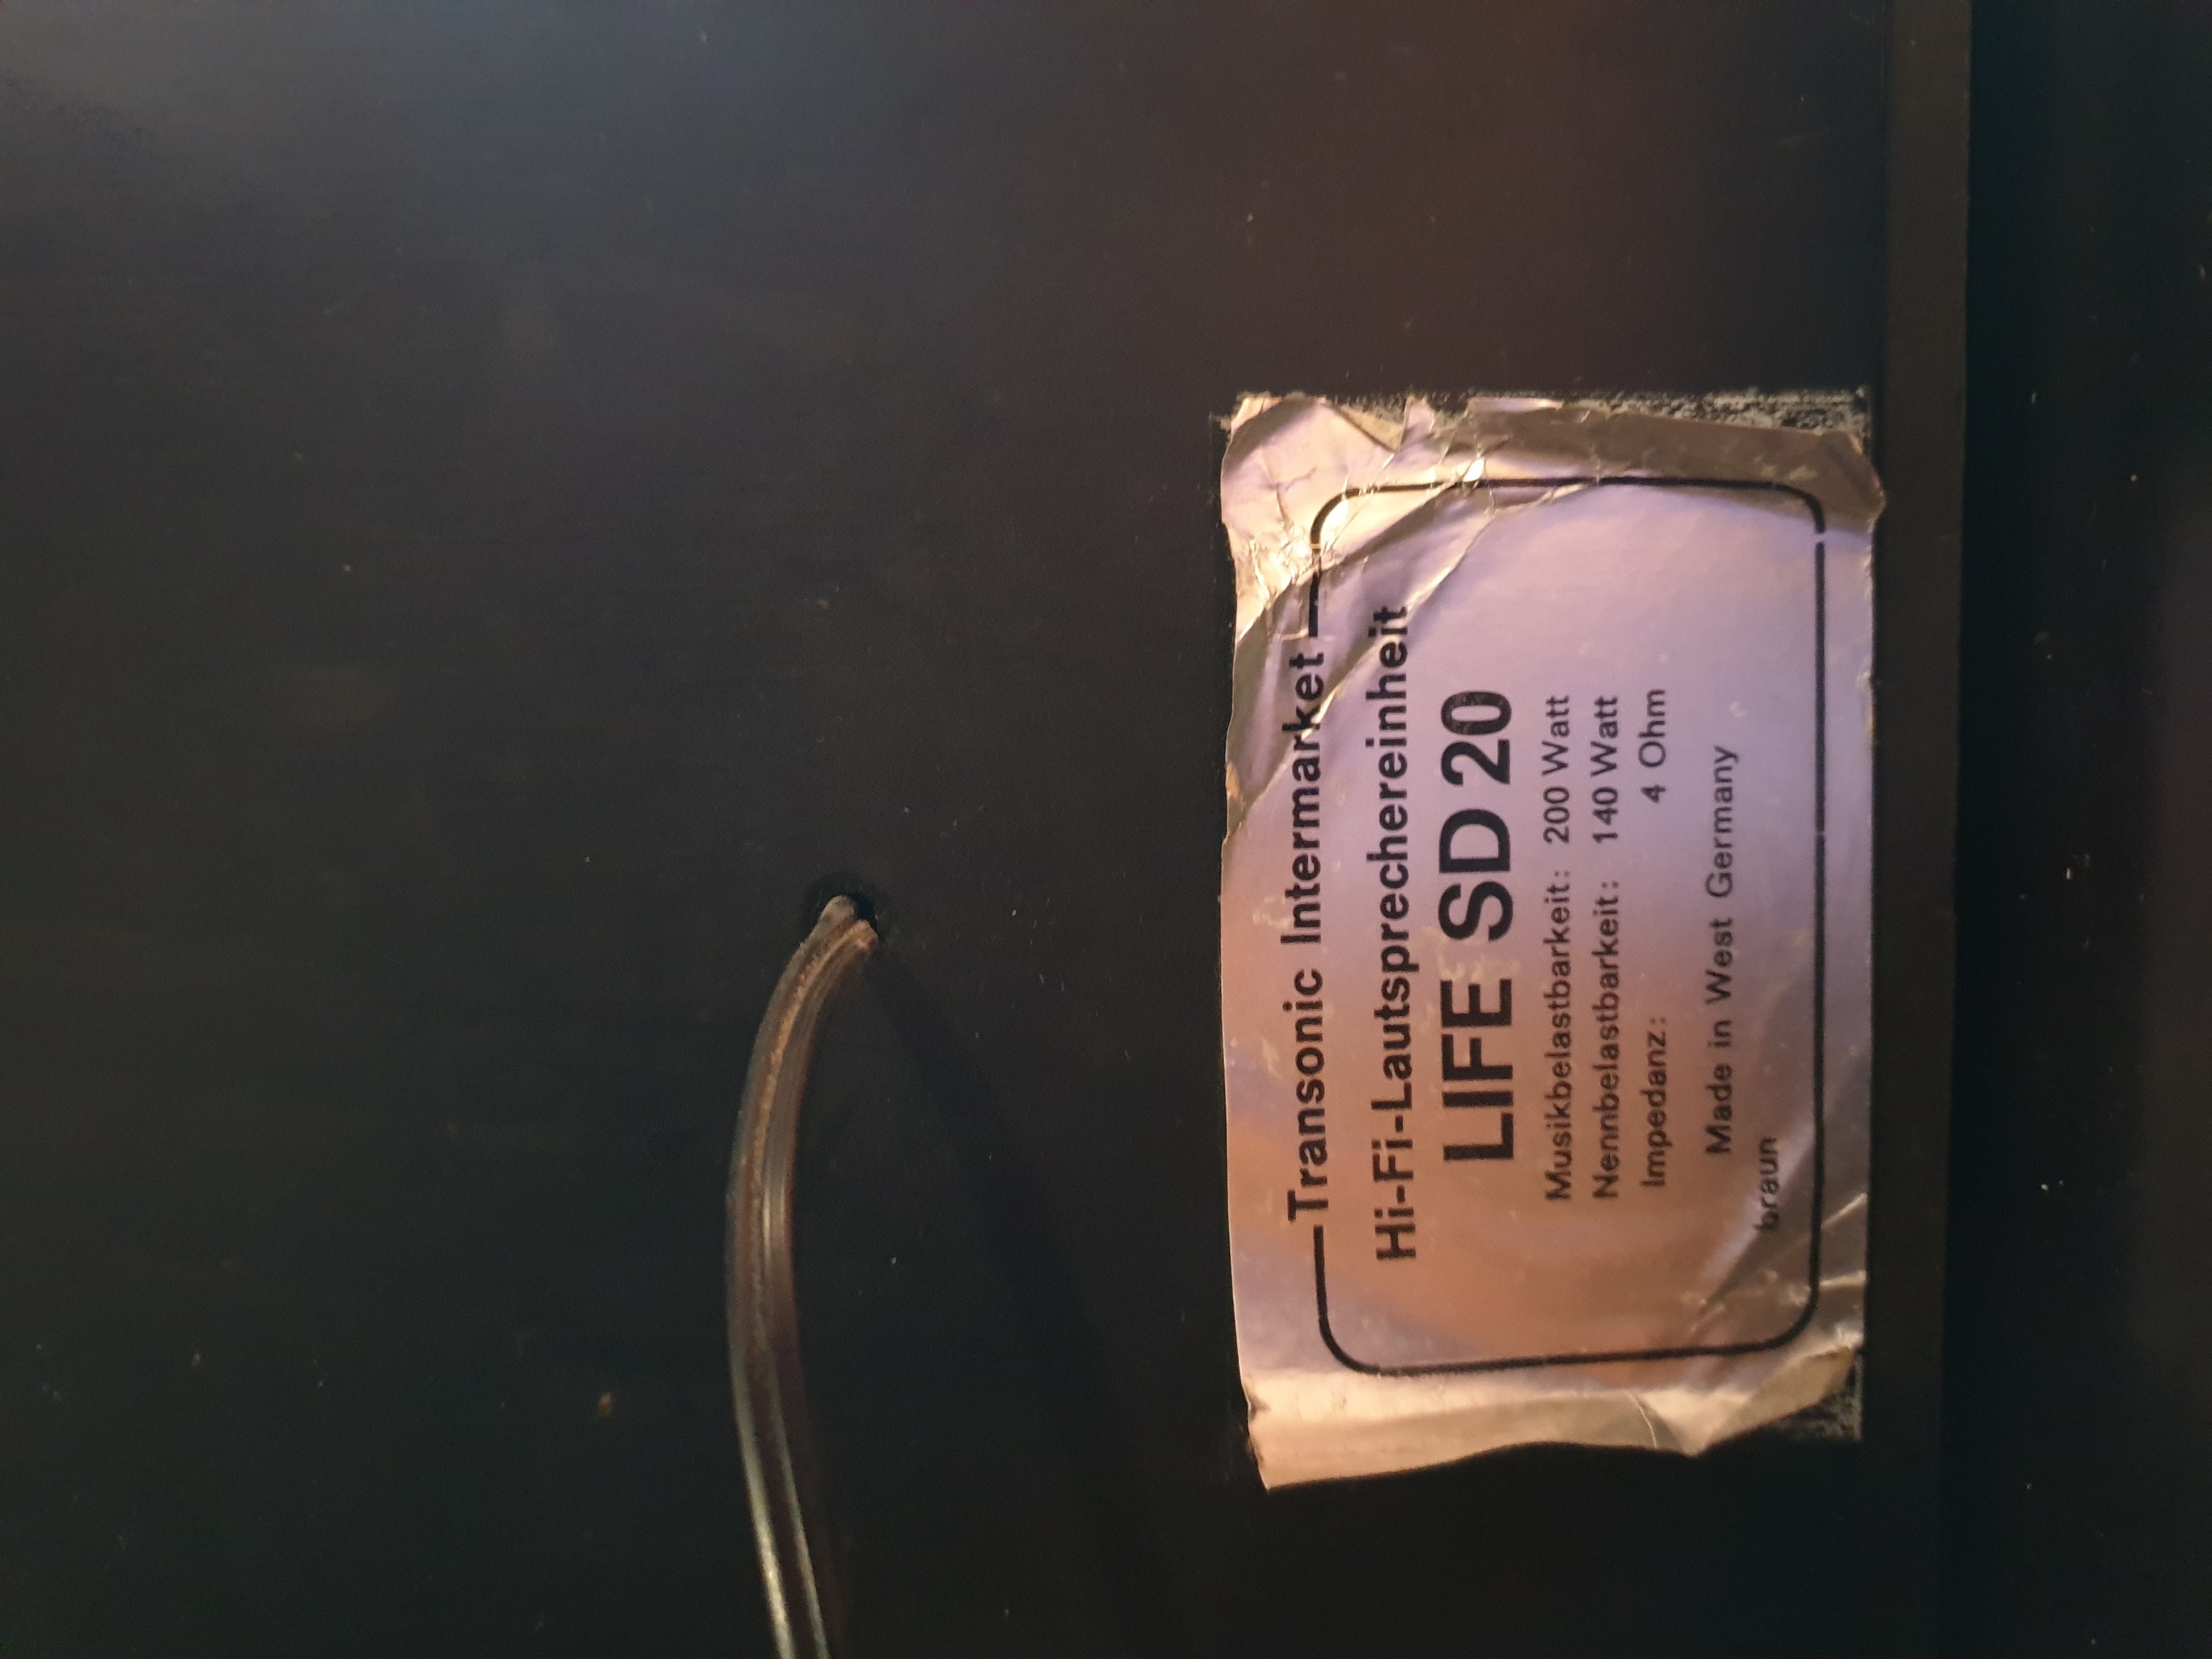 Transonic Intermarket
Hi-Fi-Lautsprechereinheit
LIFE SD 20
Musikbelastbarkeit: 200 Watt
Nennbelastbarkeit: 140 Watt
Impedanz: 4 Ohm
Made in West Germany
braun